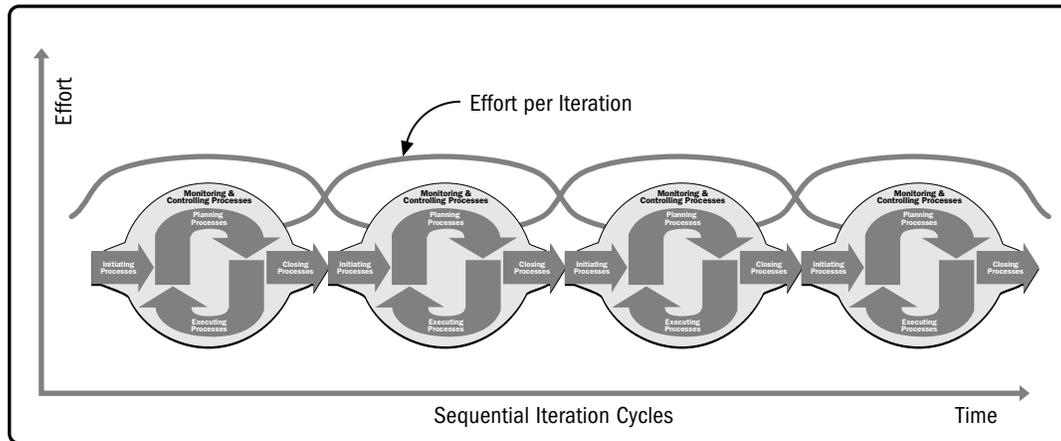 Effort
Effort per Iteration
Monitoring &
Controlling Processes
Planning
Processes
Initiating
Processes
Closing
Processes
Executing
Processes
Monitoring &
Controlling Processes
Planning
Processes
Initiating
Processes
Closing
Processes
Executing
Processes
Monitoring &
Controlling Processes
Planning
Processes
Initiating
Processes
Closing
Processes
Executing
Processes
Monitoring &
Controlling Processes
Planning
Processes
Initiating
Processes
Closing
Processes
Executing
Processes
Sequential Iteration Cycles
Time